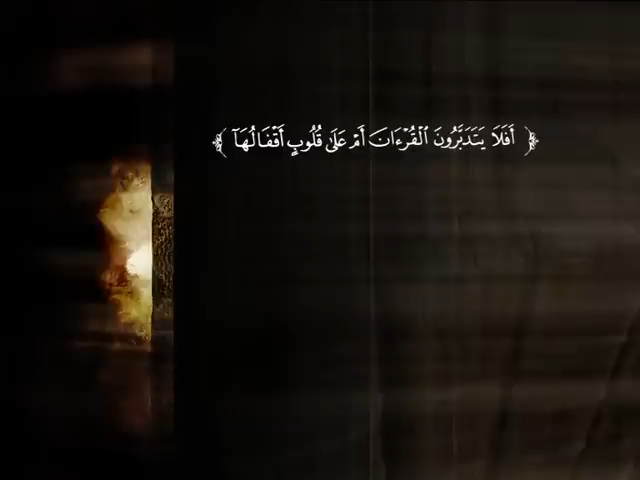 ﴿ أَفَلَا يَتَدَبَّرُونَ ٱلْقُرْءَانَ أَمْ عَلَىٰ قُلُوبٍ أَقْفَالُهَآ ﴾